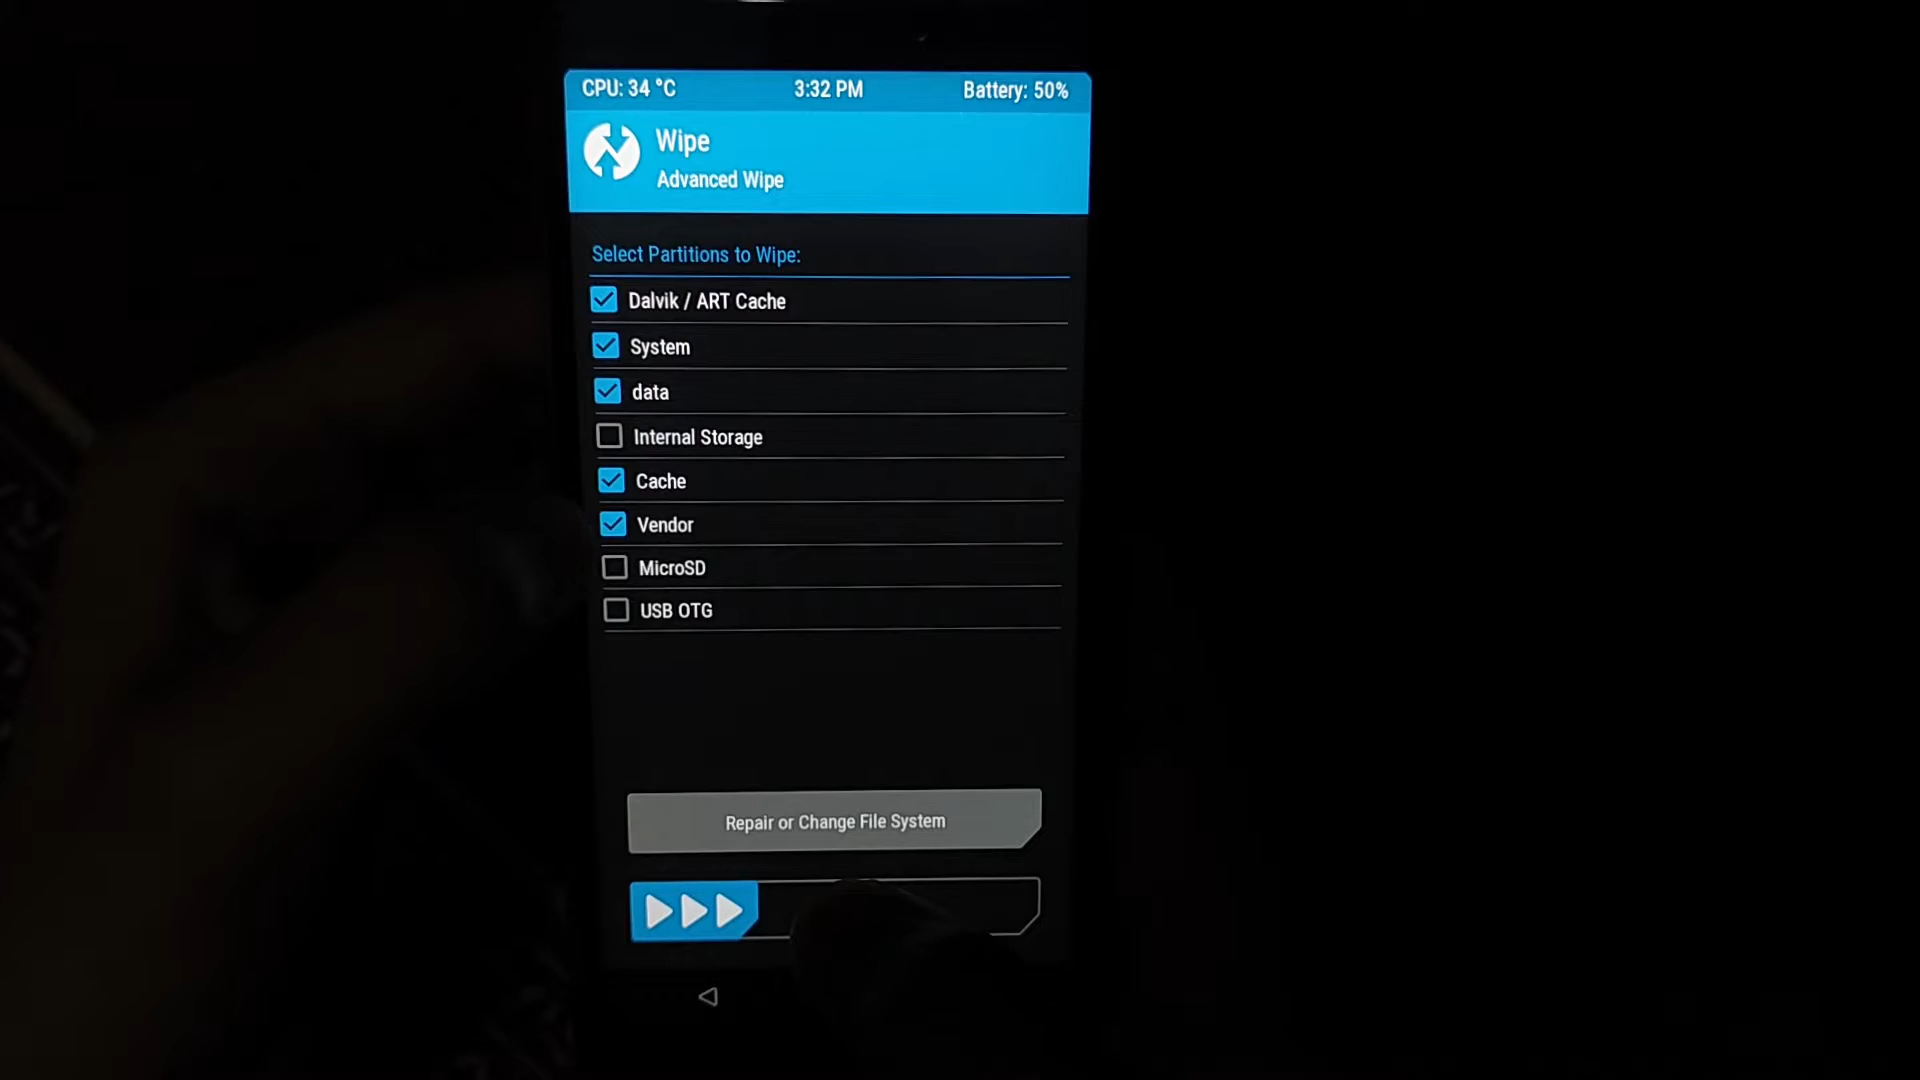 CPU: 34 °C 3:32 PM Battery: 50%
Wipe
Advanced Wipe
Select Partitions to Wipe:
Dalvik / ART Cache
System
data
Internal Storage
Cache
Vendor
MicroSD
USB OTG
Repair or Change File System